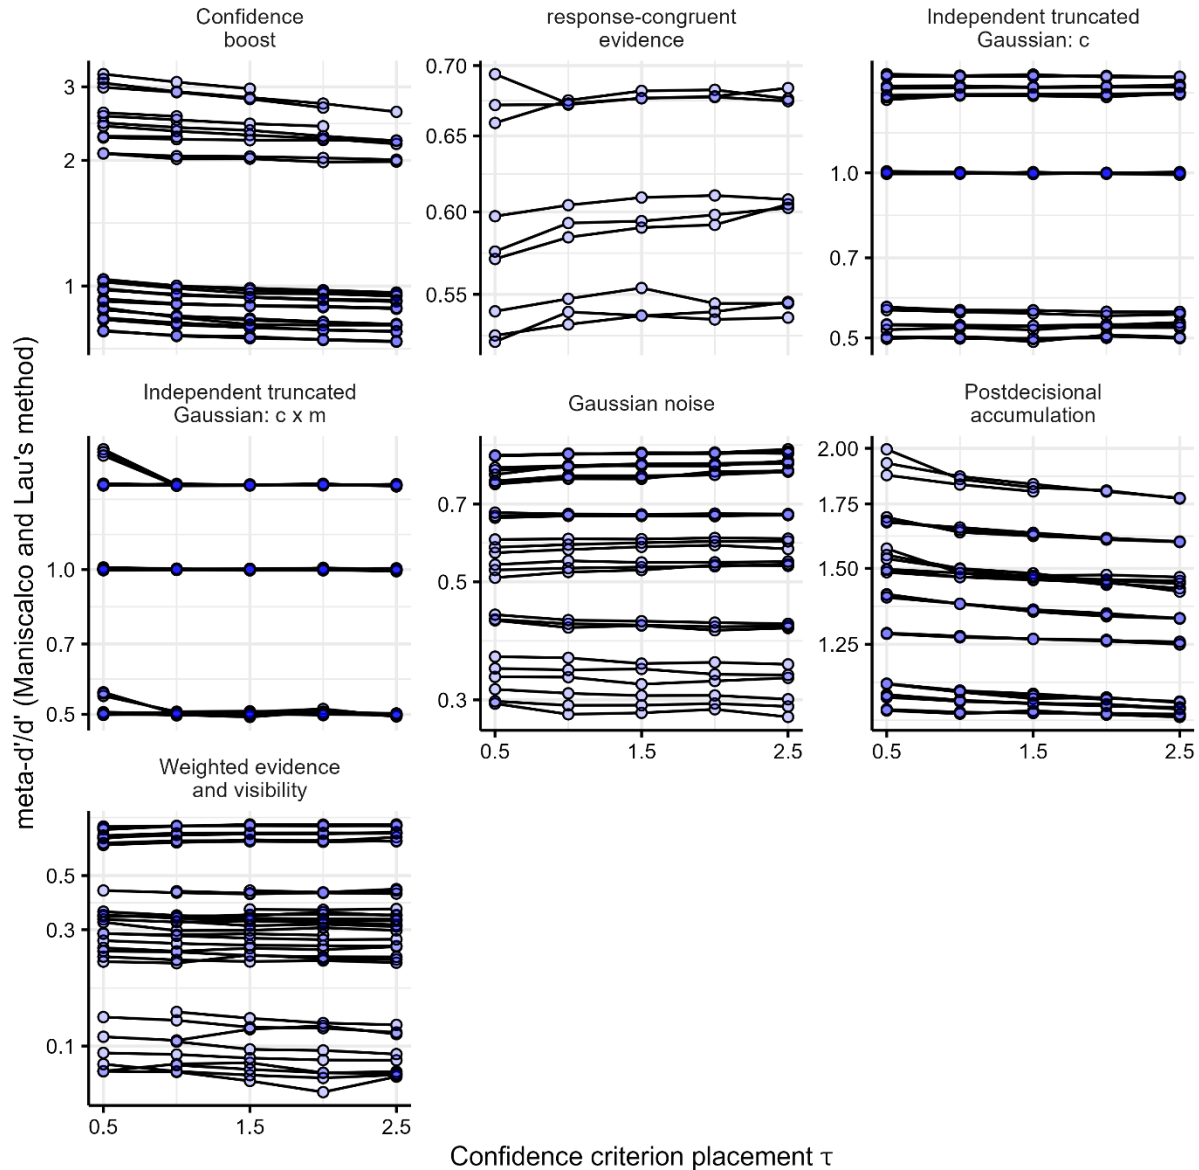 Confidence
boost
response-congruent
evidence
Independent truncated
Gaussian: c
3
2
1
0.70
0.65
0.60
0.55
1.0
0.7
0.5
Independent truncated
Gaussian: c x m
Gaussian noise
Postdecisional
accumulation
1.0
0.7
0.5
0.7
0.5
0.3
2.00
1.75
1.50
1.25
0.5 1.5 2.5
0.5 1.5 2.5
Weighted evidence
and visibility
0.5
0.3
0.1
0.5 1.5 2.5
meta-d'/d' (Maniscalco and Lau's method)
Confidence criterion placement τ